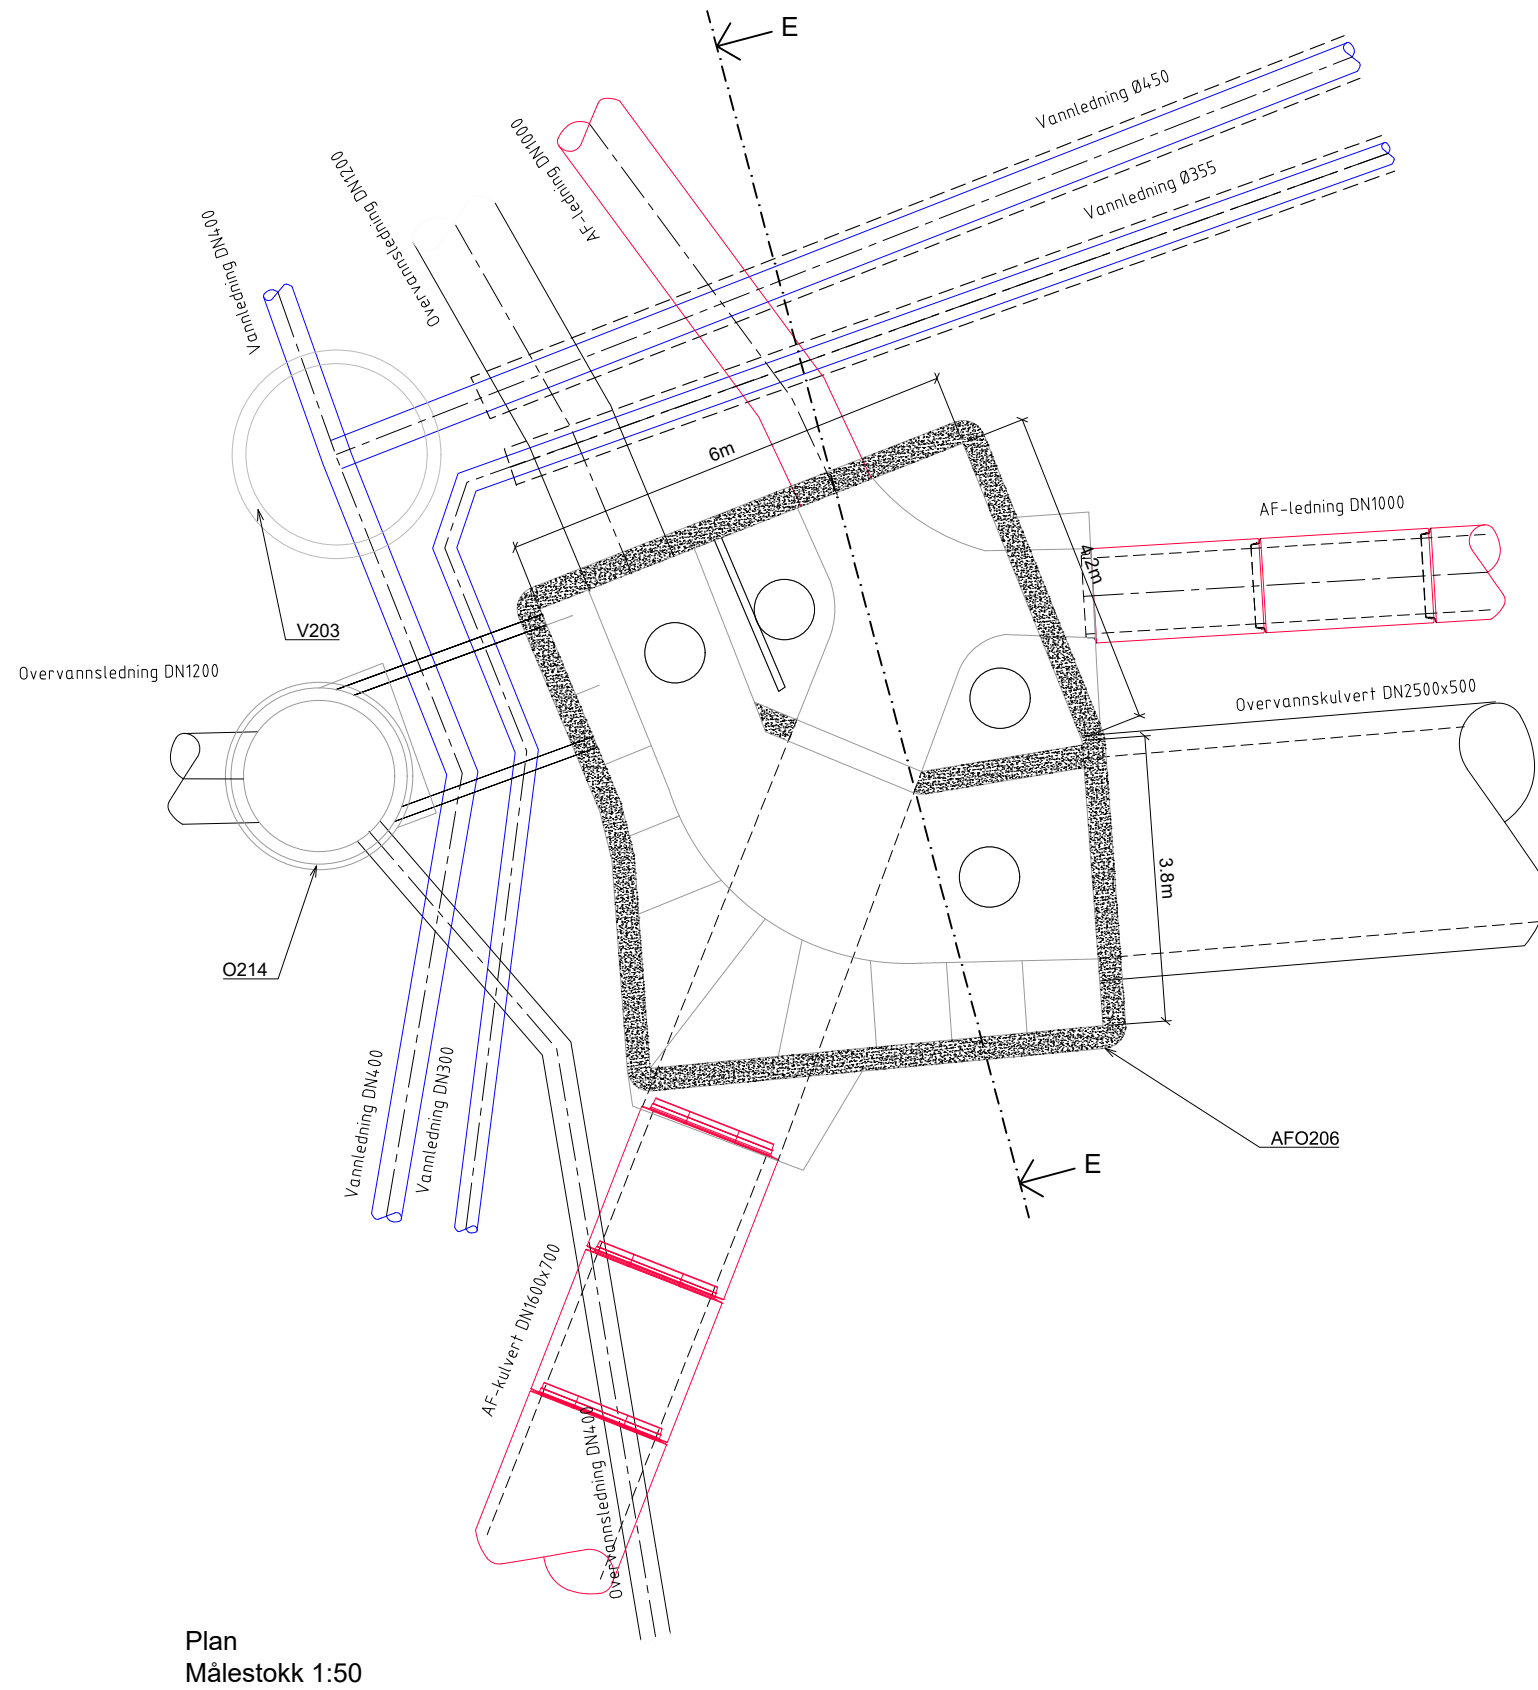 E
Vannledning Ø450
AF-ledning DN1000
Overvannsledning DN1200
Vannledning Ø355
Vannledning DN400
6m
AF-ledning DN1000
4.2m
V203
Overvannsledning DN1200
Overvannskulvert DN2500x500
3.8m
O214
Vannledning DN400
Vannledning DN300
AFO206
E
AF-kulvert DN1600x700
Overvannsledning DN400
Plan
Målestokk 1:50